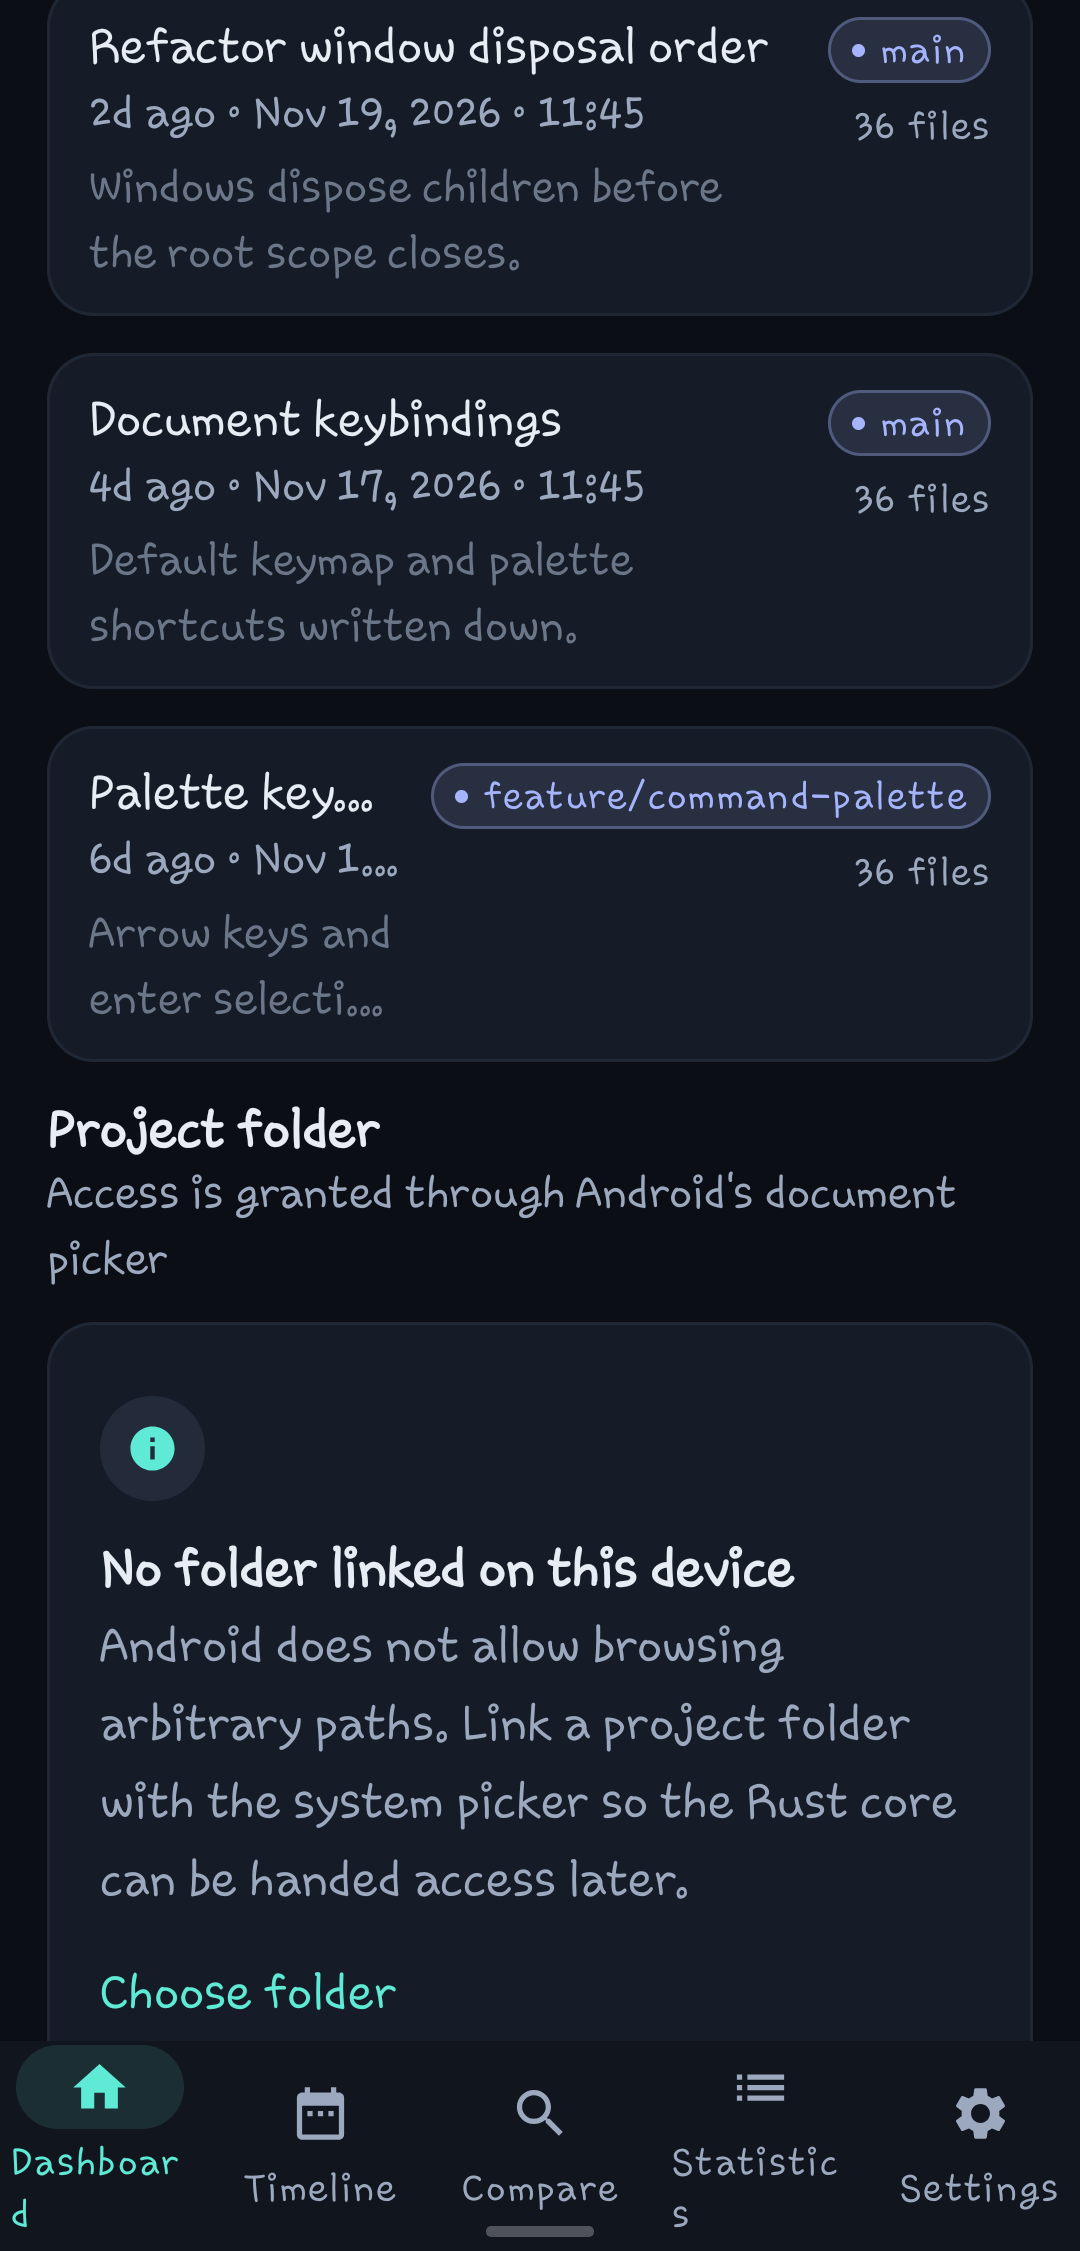 Refactor window disposal order
main
2d ago • Nov 19, 2026 • 11:45
36 files
Windows dispose children before
the root scope closes.
Document keybindings
main
4d ago • Nov 17, 2026 • 11:45
36 files
Default keymap and palette
shortcuts written down.
Palette key...
feature/command-palette
6d ago • Nov 1...
36 files
Arrow keys and
enter selecti...
Project folder
Access is granted through Android's document
picker
No folder linked on this device
Android does not allow browsing
arbitrary paths. Link a project folder
with the system picker so the Rust core
can be handed access later.
Choose folder
Dashboar
d
Timeline
Compare
Statistic
s
Settings